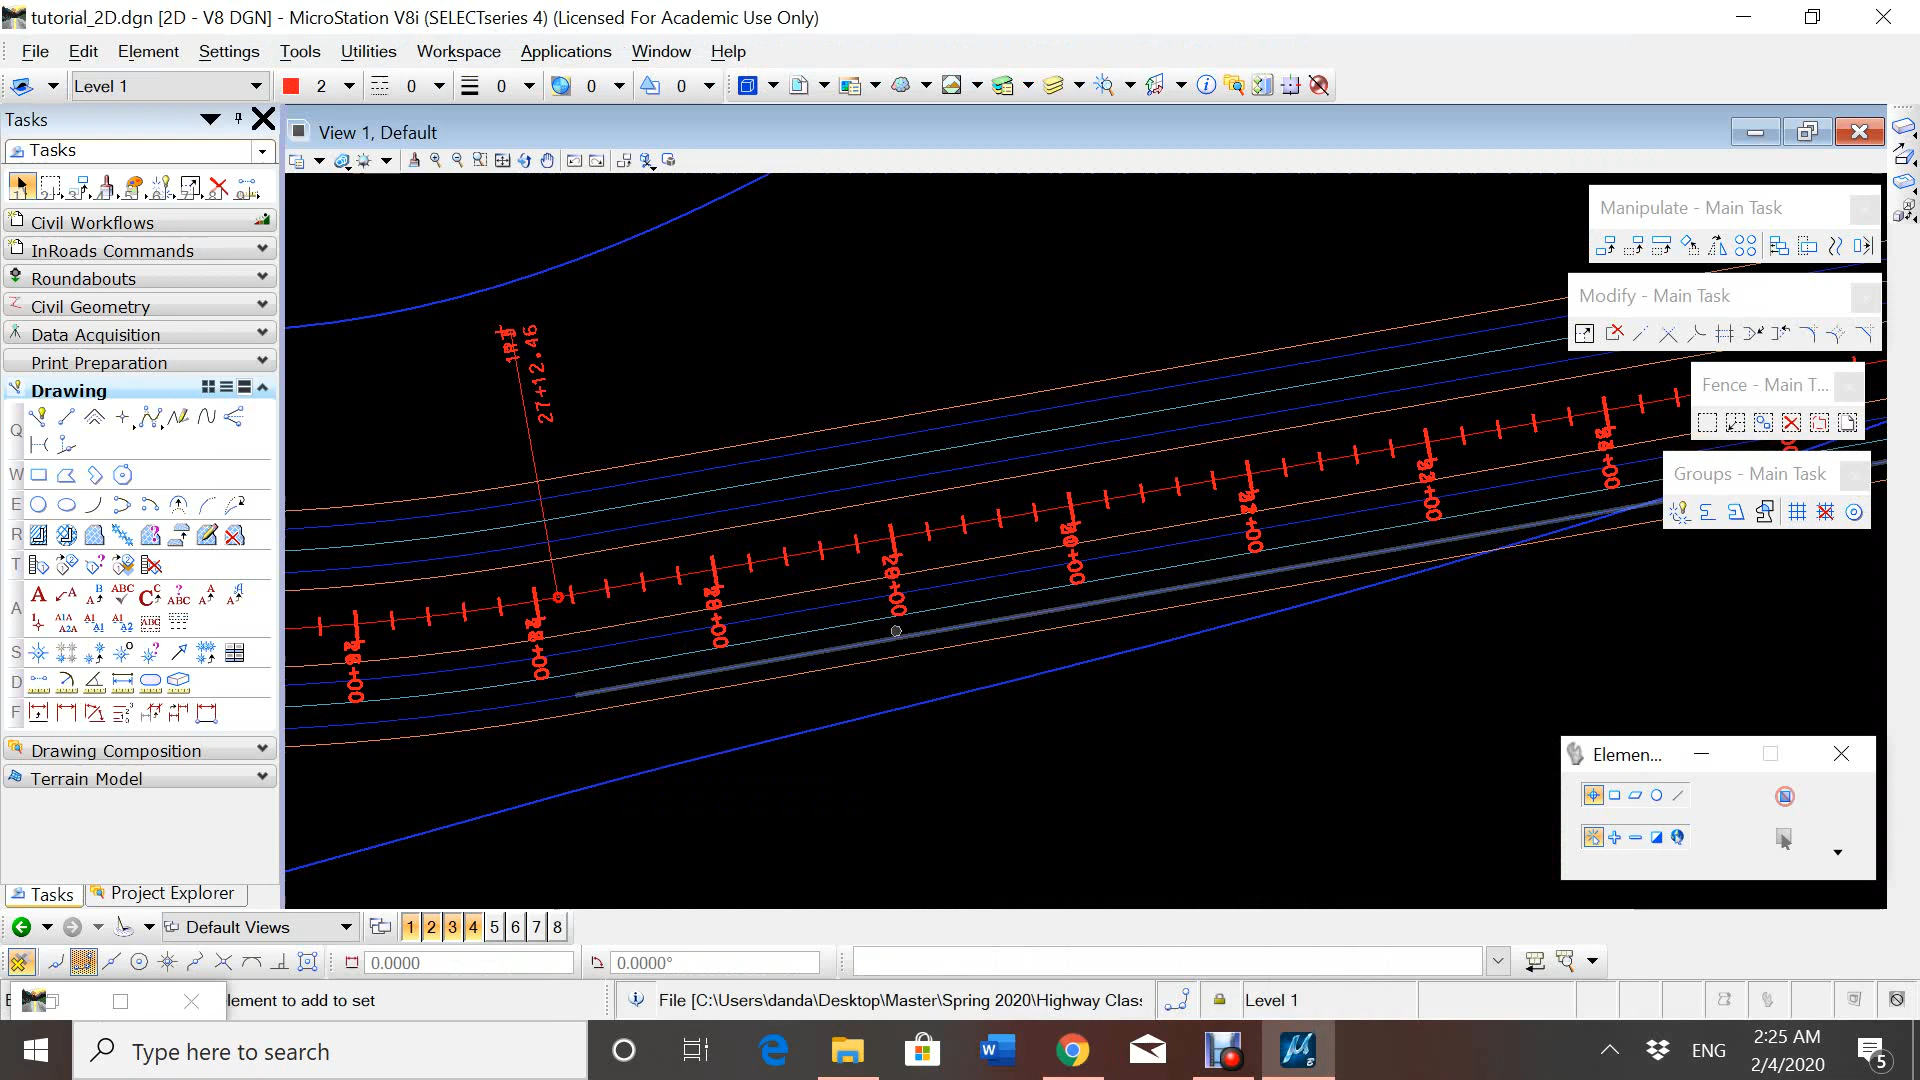 tutorial_2D.dgn [2D - V8 DGN] - MicroStation V8i (SELECTseries 4) (Licensed For Academic Use Only)
File Edit Element Settings Tools Utilities Workspace Applications Window Help
Level 1 2 0 0 0 0
Tasks
Tasks
Civil Workflows
InRoads Commands
Roundabouts
Civil Geometry
Data Acquisition
Print Preparation
Drawing
Q
W
E
R
T
A
S
D
F
Drawing Composition
Terrain Model
Tasks Project Explorer
View 1, Default
27+12.46
Manipulate - Main Task
Modify - Main Task
Fence - Main T...
Groups - Main Task
Elemen...
Default Views 1 2 3 4 5 6 7 8
0.0000 0.0000°
lement to add to set
File [C:\Users\danda\Desktop\Master\Spring 2020\Highway Clas
Level 1
Type here to search
ENG
2:25 AM
2/4/2020
5